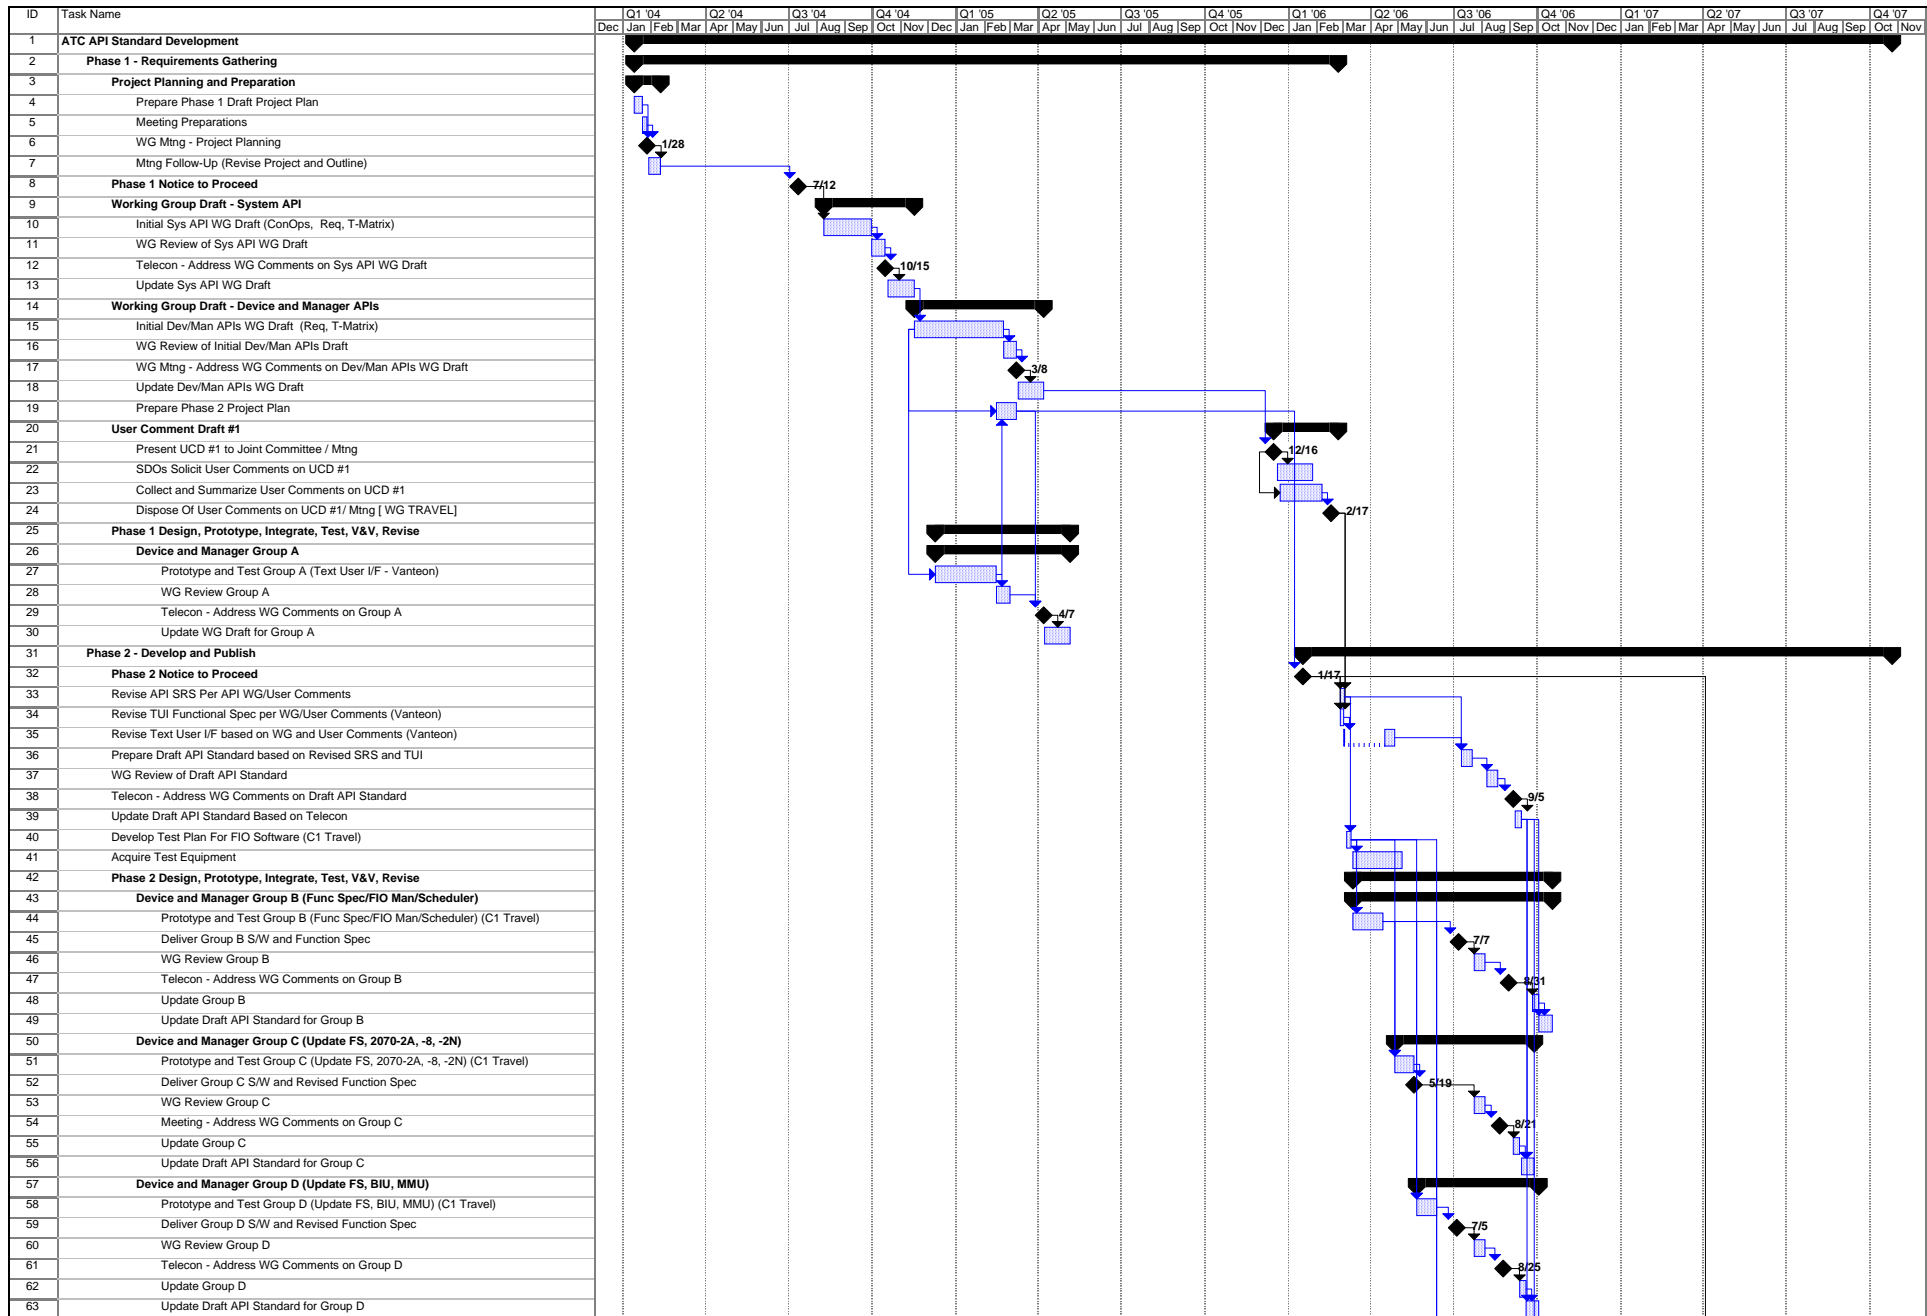 ID Task Name Q1 '04 Q2 '04 Q3 '04 Q4 '04 Q1 '05 Q2 '05 Q3 '05 Q4 '05 Q1 '06 Q2 '06 Q3 '06 Q4 '06 Q1 '07 Q2 '07 Q3 '07 Q4 '07
Dec Jan Feb Mar Apr May Jun Jul Aug Sep Oct Nov Dec Jan Feb Mar Apr May Jun Jul Aug Sep Oct Nov Dec Jan Feb Mar Apr May Jun Jul Aug Sep Oct Nov Dec Jan Feb Mar Apr May Jun Jul Aug Sep Oct Nov
1 ATC API Standard Development
2 Phase 1 - Requirements Gathering
3 Project Planning and Preparation
4 Prepare Phase 1 Draft Project Plan
5 Meeting Preparations
6 WG Mtng - Project Planning 1/28
7 Mtng Follow-Up (Revise Project and Outline)
8 Phase 1 Notice to Proceed 7/12
9 Working Group Draft - System API
10 Initial Sys API WG Draft (ConOps, Req, T-Matrix)
11 WG Review of Sys API WG Draft
12 Telecon - Address WG Comments on Sys API WG Draft 10/15
13 Update Sys API WG Draft
14 Working Group Draft - Device and Manager APIs
15 Initial Dev/Man APIs WG Draft (Req, T-Matrix)
16 WG Review of Initial Dev/Man APIs Draft
17 WG Mtng - Address WG Comments on Dev/Man APIs WG Draft 3/8
18 Update Dev/Man APIs WG Draft
19 Prepare Phase 2 Project Plan
20 User Comment Draft #1
21 Present UCD #1 to Joint Committee / Mtng 12/16
22 SDOs Solicit User Comments on UCD #1
23 Collect and Summarize User Comments on UCD #1
24 Dispose Of User Comments on UCD #1/ Mtng [ WG TRAVEL] 2/17
25 Phase 1 Design, Prototype, Integrate, Test, V&V, Revise
26 Device and Manager Group A
27 Prototype and Test Group A (Text User I/F - Vanteon)
28 WG Review Group A
29 Telecon - Address WG Comments on Group A 4/7
30 Update WG Draft for Group A
31 Phase 2 - Develop and Publish
32 Phase 2 Notice to Proceed 1/17
33 Revise API SRS Per API WG/User Comments
34 Revise TUI Functional Spec per WG/User Comments (Vanteon)
35 Revise Text User I/F based on WG and User Comments (Vanteon)
36 Prepare Draft API Standard based on Revised SRS and TUI
37 WG Review of Draft API Standard
38 Telecon - Address WG Comments on Draft API Standard 9/5
39 Update Draft API Standard Based on Telecon
40 Develop Test Plan For FIO Software (C1 Travel)
41 Acquire Test Equipment
42 Phase 2 Design, Prototype, Integrate, Test, V&V, Revise
43 Device and Manager Group B (Func Spec/FIO Man/Scheduler)
44 Prototype and Test Group B (Func Spec/FIO Man/Scheduler) (C1 Travel)
45 Deliver Group B S/W and Function Spec 7/7
46 WG Review Group B
47 Telecon - Address WG Comments on Group B 8/31
48 Update Group B
49 Update Draft API Standard for Group B
50 Device and Manager Group C (Update FS, 2070-2A, -8, -2N)
51 Prototype and Test Group C (Update FS, 2070-2A, -8, -2N) (C1 Travel)
52 Deliver Group C S/W and Revised Function Spec 5/19
53 WG Review Group C
54 Meeting - Address WG Comments on Group C 8/21
55 Update Group C
56 Update Draft API Standard for Group C
57 Device and Manager Group D (Update FS, BIU, MMU)
58 Prototype and Test Group D (Update FS, BIU, MMU) (C1 Travel)
59 Deliver Group D S/W and Revised Function Spec 7/5
60 WG Review Group D
61 Telecon - Address WG Comments on Group D 8/25
62 Update Group D
63 Update Draft API Standard for Group D